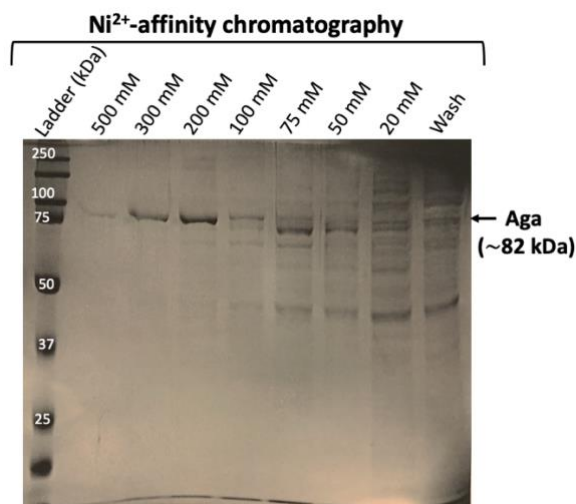 Ni²⁺-affinity chromatography
Ladder (kDa)
500 mM
300 mM
200 mM
100 mM
75 mM
50 mM
20 mM
Wash
250
100
75
50
37
25
Aga
(~82 kDa)